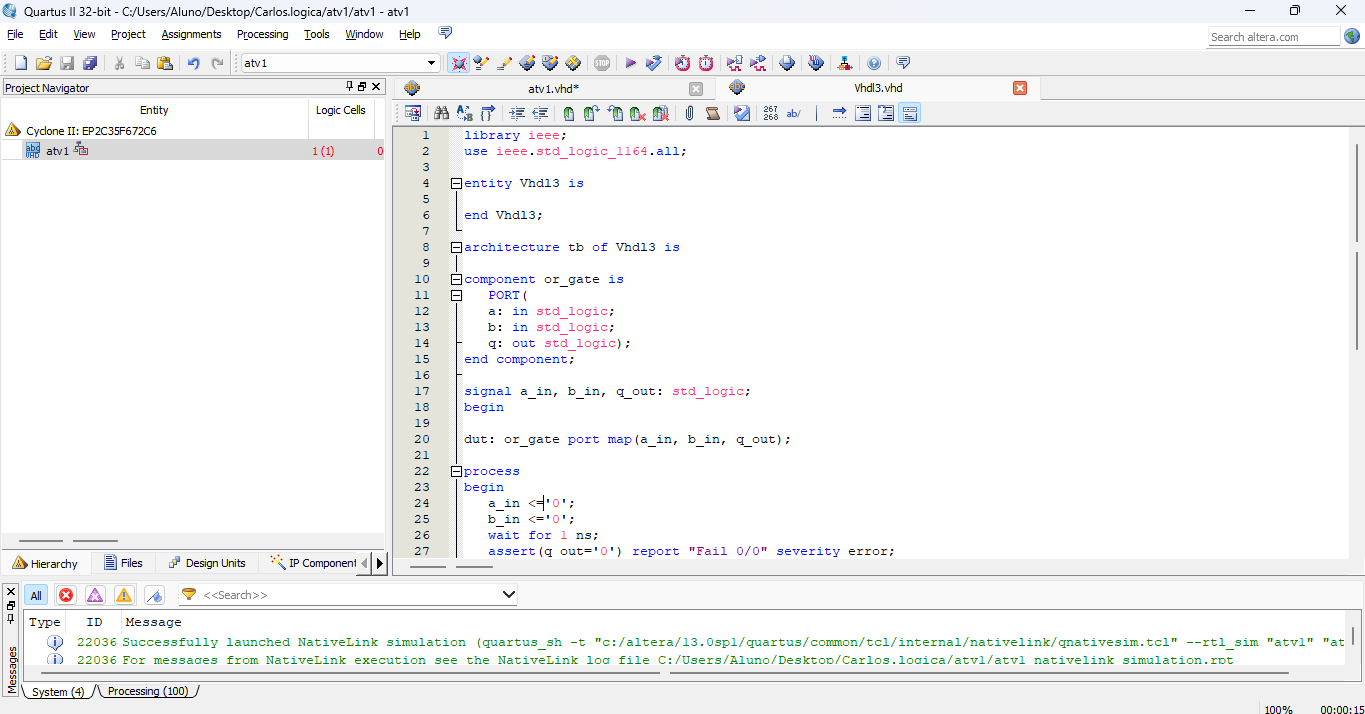 Quartus II 32-bit - C:/Users/Aluno/Desktop/Carlos.logica/atv1/atv1 - atv1
File Edit View Project Assignments Processing Tools Window Help
Search altera.com
atv1
STOP
Project Navigator
Entity Logic Cells
Cyclone II: EP2C35F672C6
atv1 1 (1) 0
Hierarchy Files Design Units IP Component
atv1.vhd* Vhdl3.vhd
267
268 ab/
1 library ieee;
2 use ieee.std_logic_1164.all;
3
4 entity Vhdl3 is
5
6 end Vhdl3;
7
8 architecture tb of Vhdl3 is
9
10 component or_gate is
11 PORT(
12 a: in std_logic;
13 b: in std_logic;
14 q: out std_logic);
15 end component;
16
17 signal a_in, b_in, q_out: std_logic;
18 begin
19
20 dut: or_gate port map(a_in, b_in, q_out);
21
22 process
23 begin
24 a_in <='0';
25 b_in <='0';
26 wait for 1 ns;
27 assert(q_out='0') report "Fail 0/0" severity error;
Messages
All <<Search>>
Type ID Message
22036 Successfully launched NativeLink simulation (quartus_sh -t "c:/altera/13.0sp1/quartus/common/tcl/internal/nativelink/qnativesim.tcl" --rtl_sim "atv1" "at
22036 For messages from NativeLink execution see the NativeLink log file C:/Users/Aluno/Desktop/Carlos.logica/atv1/atv1_nativelink_simulation.rpt
System (4) Processing (100)
100% 00:00:15